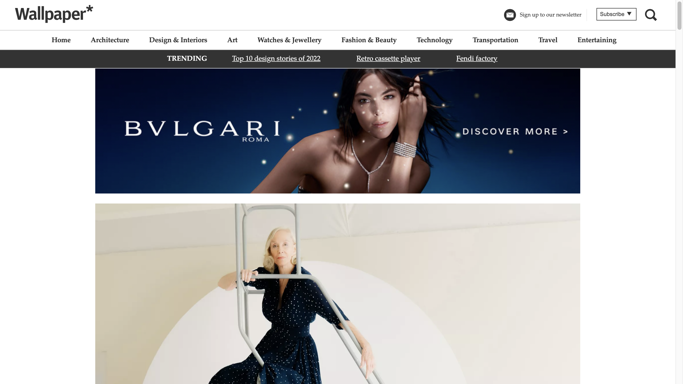 Wallpaper*
Sign up to our newsletter
Subscribe
Home Architecture Design & Interiors Art Watches & Jewellery Fashion & Beauty Technology Transportation Travel Entertaining
TRENDING Top 10 design stories of 2022 Retro cassette player Fendi factory
BVLGARI
ROMA
DISCOVER MORE >